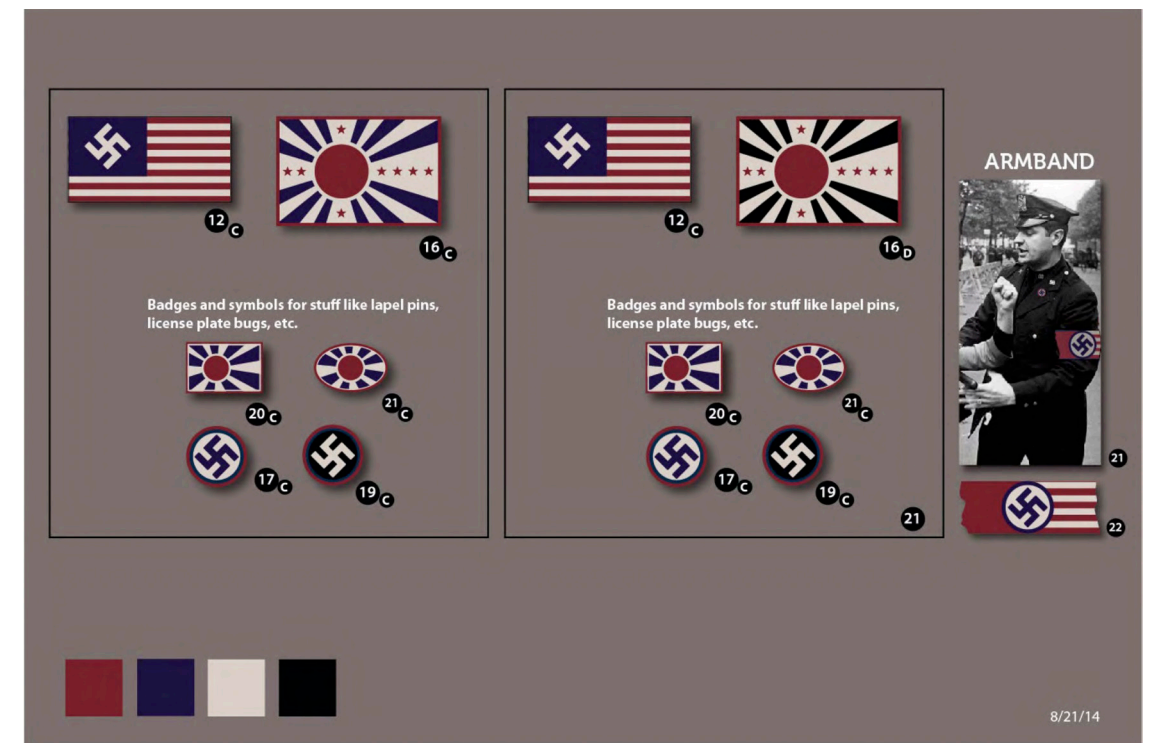 12 C
16 C
Badges and symbols for stuff like lapel pins,
license plate bugs, etc.
20 C
21 C
17 C
19 C
12 C
16 D
Badges and symbols for stuff like lapel pins,
license plate bugs, etc.
20 C
21 C
17 C
19 C
21
ARMBAND
21
22
8/21/14